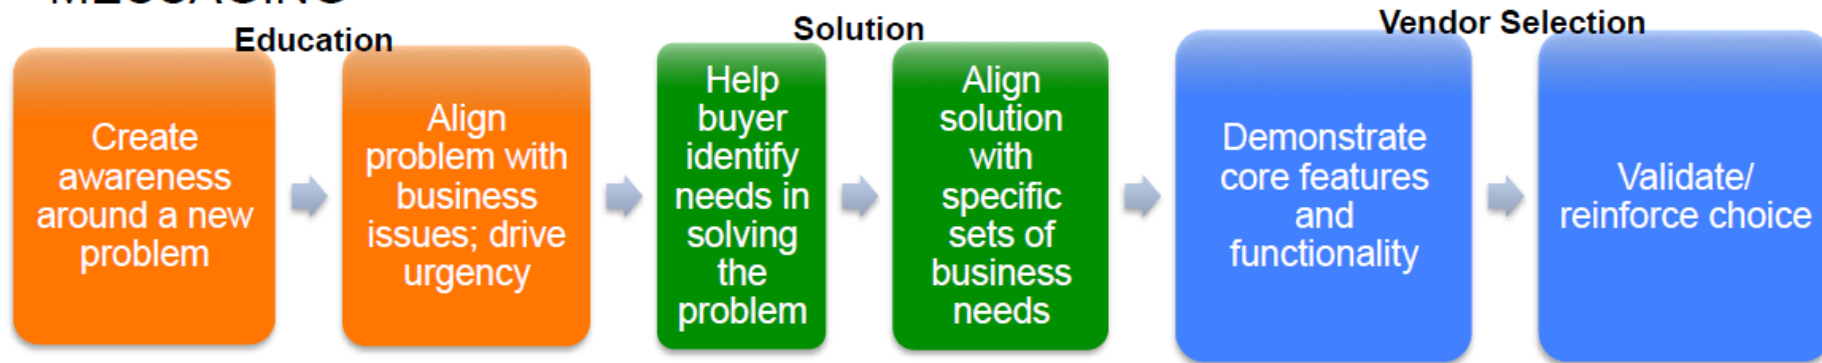 MESSAGING
Education
Solution
Vendor Selection
Create
awareness
around a new
problem
Align
problem with
business
issues; drive
urgency
Help
buyer
identify
needs in
solving
the
problem
Align
solution
with
specific
sets of
business
needs
Demonstrate
core features
and
functionality
Validate/
reinforce choice